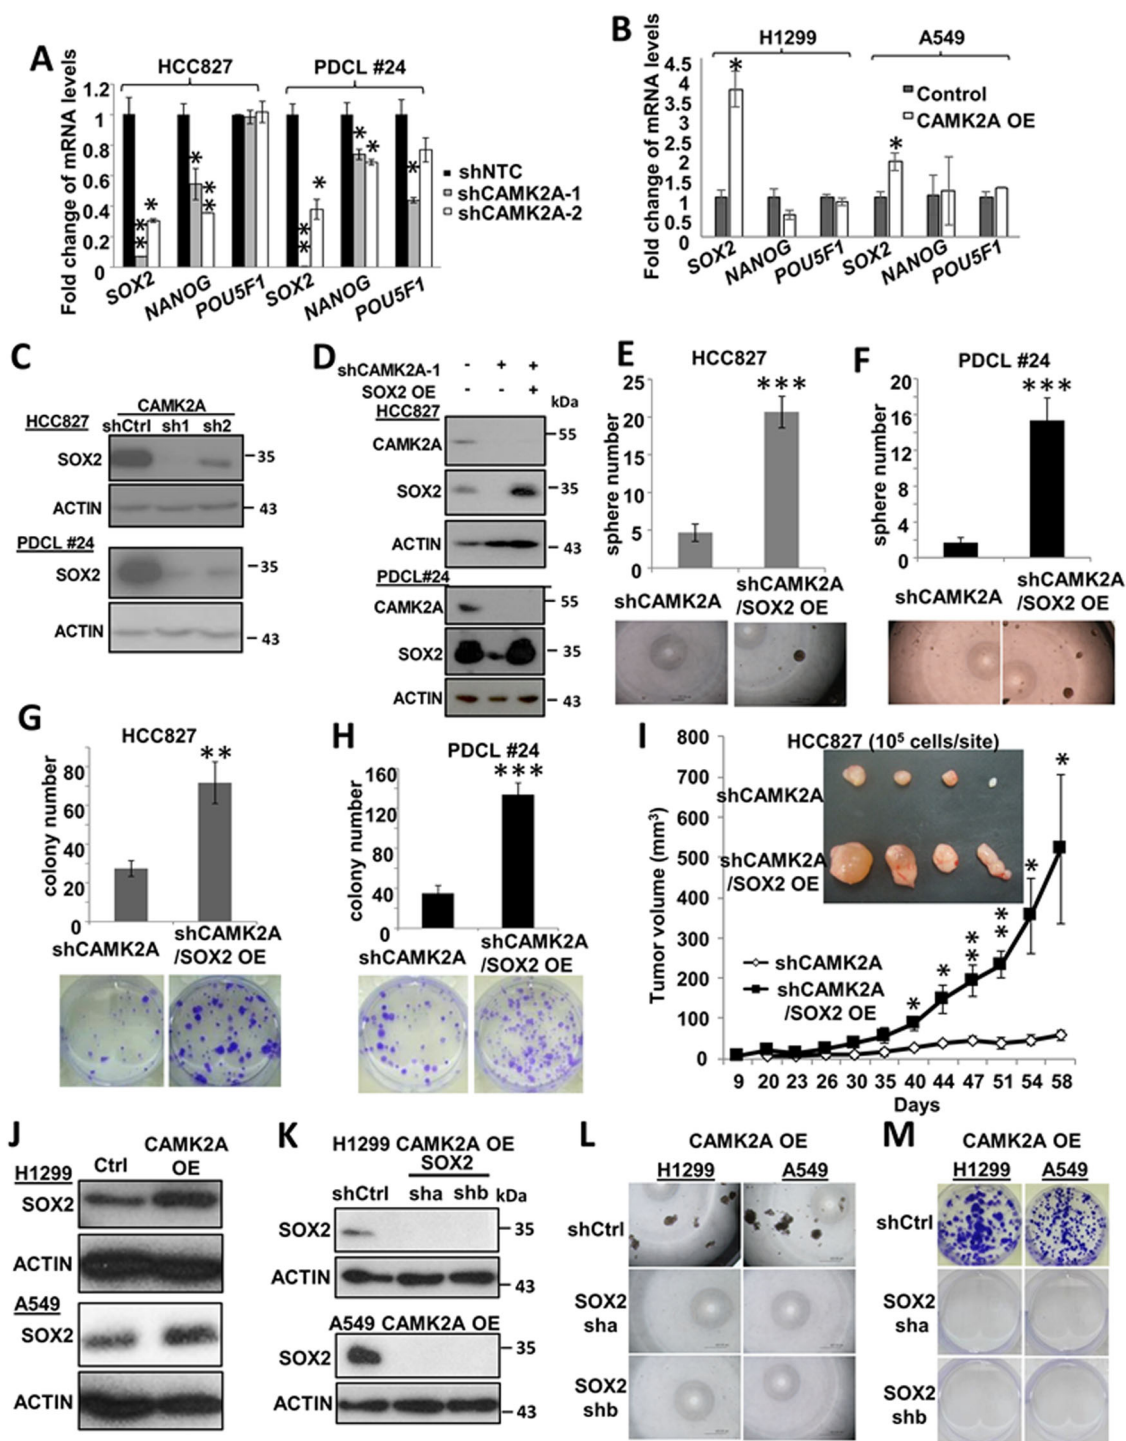 A
HCC827
PDCL #24
Fold change of mRNA levels
1.2
1
0.8
0.6
0.4
0.2
0
*
**
*
*
**
**
*
*
*
*
shNTC
shCAMK2A-1
shCAMK2A-2
SOX2
NANOG
POU5F1
SOX2
NANOG
POU5F1
B
H1299
A549
Fold change of mRNA levels
4.5
4
3.5
3
2.5
2
1.5
1
0.5
0
*
*
Control
CAMK2A OE
SOX2
NANOG
POU5F1
SOX2
NANOG
POU5F1
C
CAMK2A
HCC827
shCtrl sh1 sh2
SOX2
35
ACTIN
43
PDCL #24
SOX2
35
ACTIN
43
D
shCAMK2A-1 - + +
SOX2 OE - - +
kDa
HCC827
CAMK2A
55
SOX2
35
ACTIN
43
PDCL#24
CAMK2A
55
SOX2
35
ACTIN
43
E
HCC827
sphere number
25
20
15
10
5
0
***
shCAMK2A
shCAMK2A
/SOX2 OE
F
PDCL #24
sphere number
20
16
12
8
4
0
***
shCAMK2A
shCAMK2A
/SOX2 OE
G
HCC827
colony number
80
60
40
20
0
**
shCAMK2A
shCAMK2A
/SOX2 OE
H
PDCL #24
colony number
160
120
80
40
0
***
shCAMK2A
shCAMK2A
/SOX2 OE
I
HCC827 (10⁵ cells/site)
Tumor volume (mm³)
800
700
600
500
400
300
200
100
0
shCAMK2A
shCAMK2A
/SOX2 OE
shCAMK2A
shCAMK2A
/SOX2 OE
*
*
**
**
*
*
9 20 23 26 30 35 40 44 47 51 54 58
Days
J
Ctrl
CAMK2A
OE
H1299
SOX2
ACTIN
A549
SOX2
ACTIN
K
H1299 CAMK2A OE
SOX2
shCtrl sha shb kDa
SOX2
35
ACTIN
43
A549 CAMK2A OE
SOX2
35
ACTIN
43
L
CAMK2A OE
H1299 A549
shCtrl
SOX2
sha
SOX2
shb
M
CAMK2A OE
H1299 A549
shCtrl
SOX2
sha
SOX2
shb